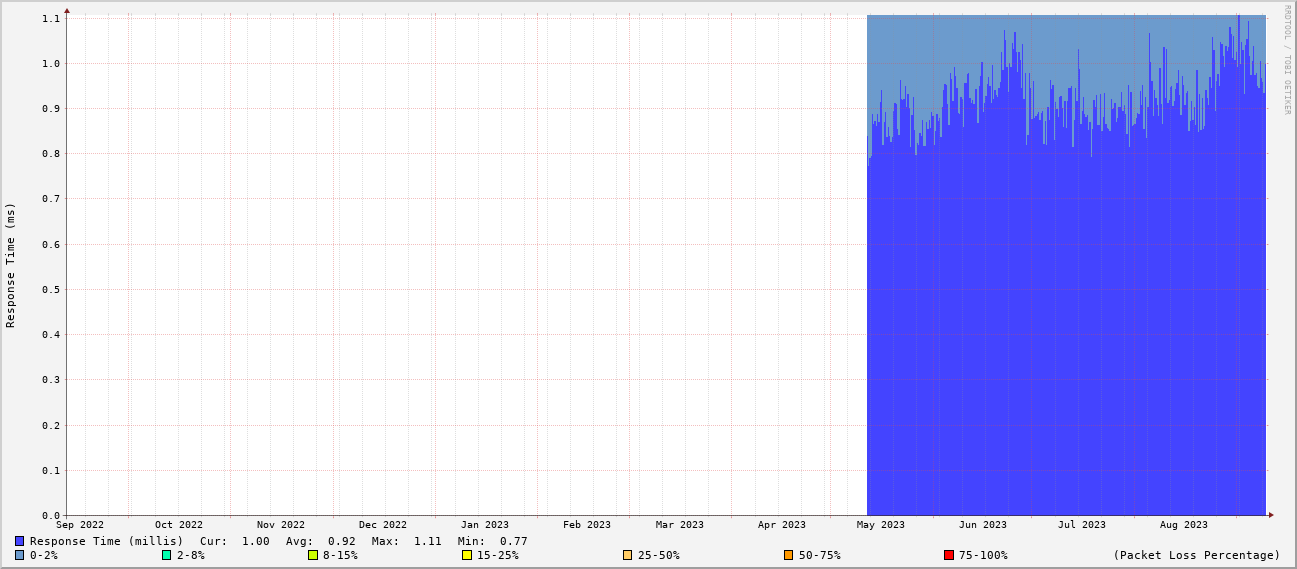 RRDTOOL / TOBI OETIKER
Response Time (ms)
1.1
1.0
0.9
0.8
0.7
0.6
0.5
0.4
0.3
0.2
0.1
0.0
Sep 2022 Oct 2022 Nov 2022 Dec 2022 Jan 2023 Feb 2023 Mar 2023 Apr 2023 May 2023 Jun 2023 Jul 2023 Aug 2023
Response Time (millis) Cur: 1.00 Avg: 0.92 Max: 1.11 Min: 0.77
0-2% 2-8% 8-15% 15-25% 25-50% 50-75% 75-100% (Packet Loss Percentage)